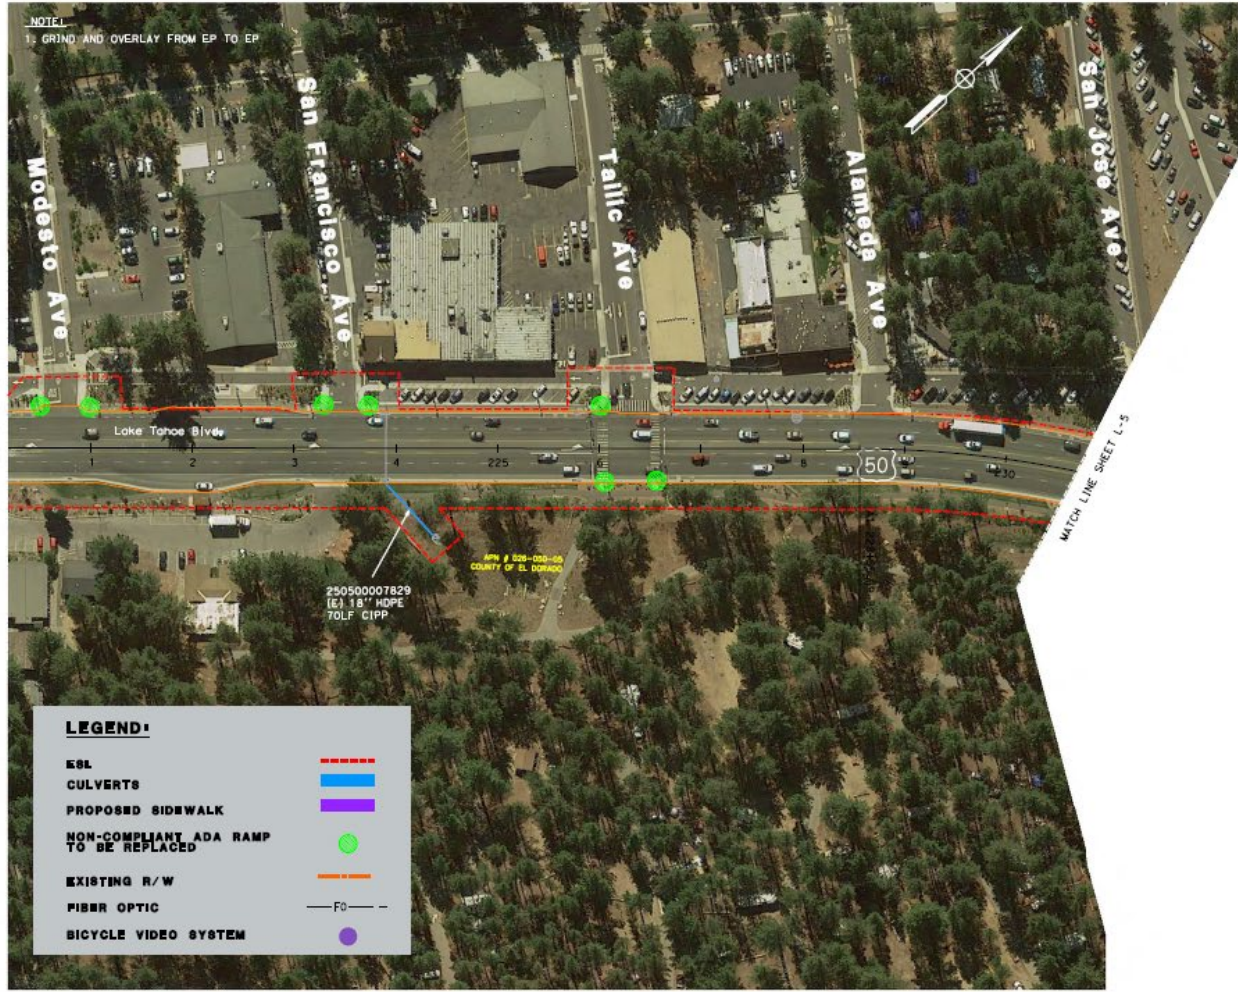 NOTE:
1. GRIND AND OVERLAY FROM EP TO EP
Modesto Ave
San Francisco Ave
Tallic Ave
Alameda Ave
San Jose Ave
Lake Tahoe Blvd
1
3
4
225
6
8
50
230
MATCH LINE SHEET L-5
APN # 026-050-05
COUNTY OF EL DORADO
250500007829
(E) 18'' HDPE
70LF CIPP
LEGEND:
ESL
CULVERTS
PROPOSED SIDEWALK
NON-COMPLIANT ADA RAMP
TO BE REPLACED
EXISTING R/W
FIBER OPTIC
FO
BICYCLE VIDEO SYSTEM